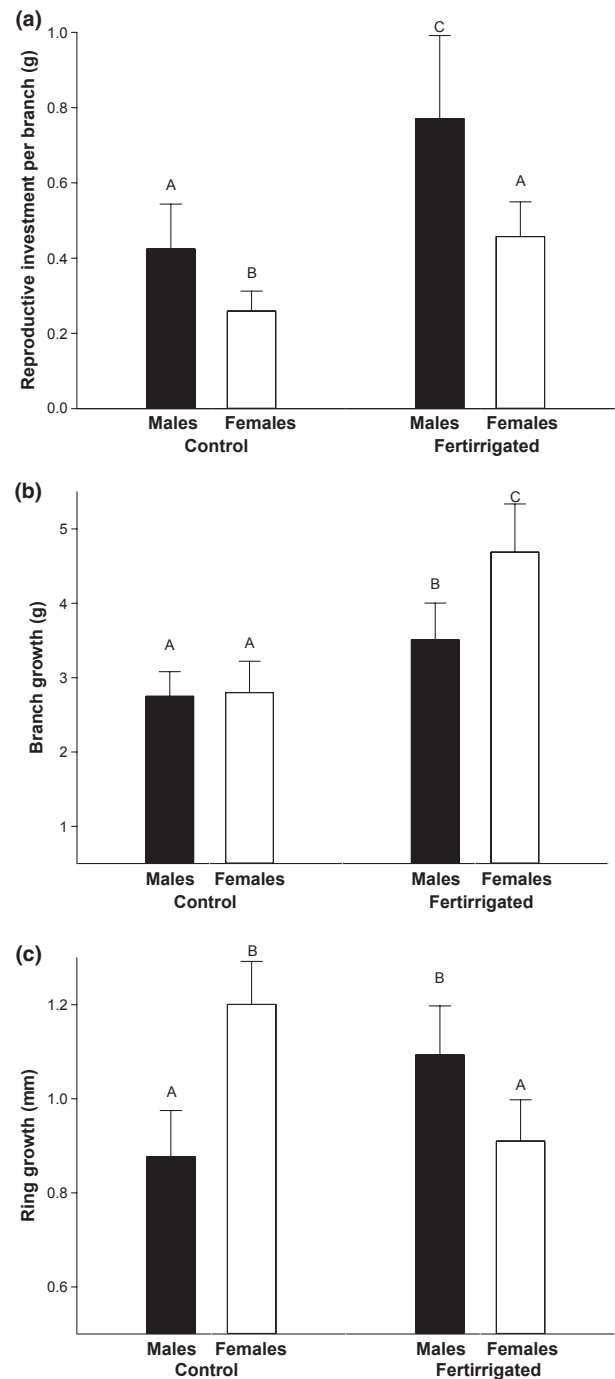 (a)
Reproductive investment per branch (g)
1.0
0.8
0.6
0.4
0.2
0.0
A
B
C
A
Males Females Males Females
Control Fertirrigated
(b)
Branch growth (g)
5
4
3
2
1
A
A
B
C
Males Females Males Females
Control Fertirrigated
(c)
Ring growth (mm)
1.2
1.0
0.8
0.6
A
B
B
A
Males Females Males Females
Control Fertirrigated